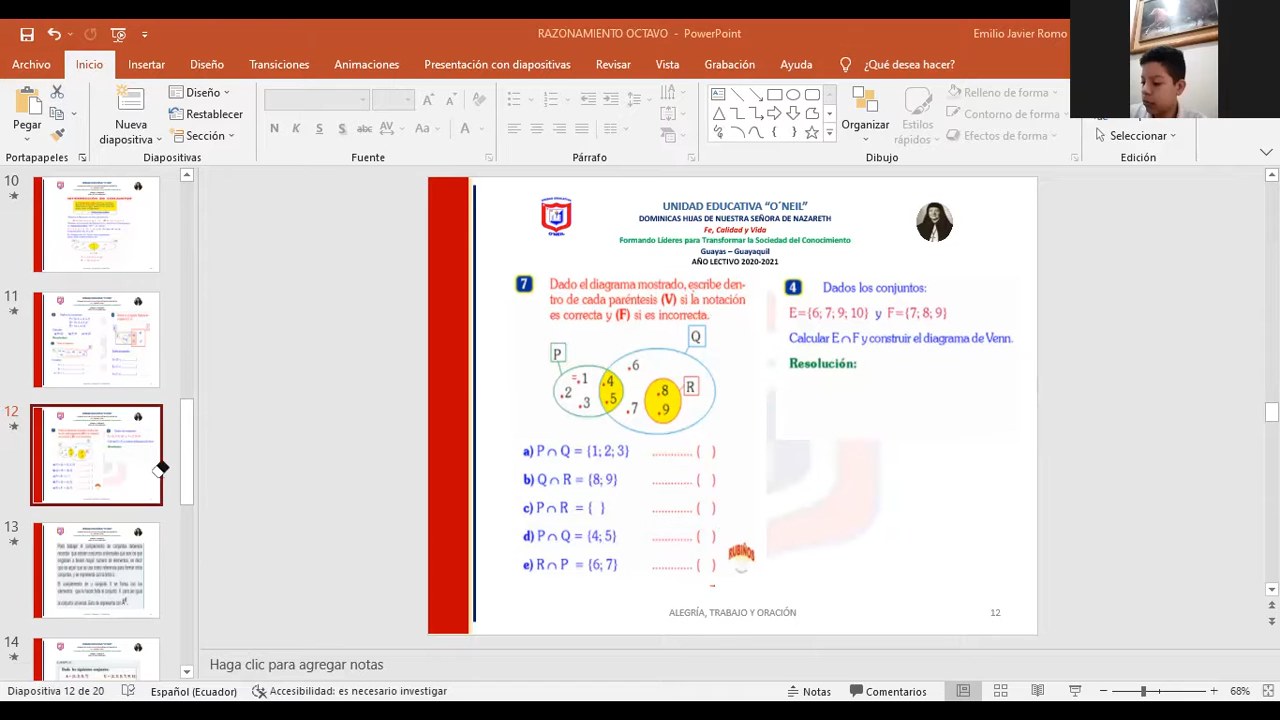 RAZONAMIENTO OCTAVO - PowerPoint
Emilio Javier Romo
Archivo
Inicio
Insertar
Diseño
Transiciones
Animaciones
Presentación con diapositivas
Revisar
Vista
Grabación
Ayuda
¿Qué desea hacer?
Pegar
Nueva
diapositiva
Diseño
Restablecer
Sección
N K S S abc AV Aa A
Organizar
Estilos
rápidos
Relleno de forma
Contorno de forma
Efectos de forma
Seleccionar
Portapapeles
Diapositivas
Fuente
Párrafo
Dibujo
Edición
10
11
12
13
14
UNIDAD EDUCATIVA “O´NEIL”
DOMINICAS HIJAS DE NUESTRA SEÑORA DE NAZARETH
Fe, Calidad y Vida
Formando Líderes para Transformar la Sociedad del Conocimiento
Guayas – Guayaquil
AÑO LECTIVO 2020-2021
7
Dado el diagrama mostrado, escribe den-
tro de cada paréntesis (V) si la notación
es correcta y (F) si es incorrecta.
P
Q
R
.1
.2
.3
.4
.5
.6
.7
.8
.9
a) P ∩ Q = {1; 2; 3} ............ ( )
b) Q ∩ R = {8; 9} ............ ( )
c) P ∩ R = { } ............ ( )
d) P ∩ Q = {4; 5} ............ ( )
e) R ∩ P = {6; 7} ............ ( )
RUBIÑOS
4
Dados los conjuntos:
E={6; 7; 9; 10} y F={7; 8; 9}
Calcular E ∩ F y construir el diagrama de Venn.
Resolución:
ALEGRÍA, TRABAJO Y ORACIÓN
12
Haga clic para agregar notas
Diapositiva 12 de 20
Español (Ecuador)
Accesibilidad: es necesario investigar
Notas
Comentarios
68%